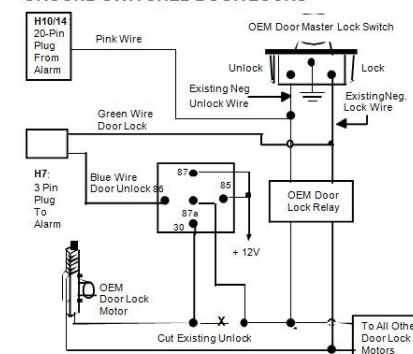 H10/14
20-Pin
Plug
From
Alarm
Pink Wire
OEM Door Master Lock Switch
Unlock
Lock
Existing Neg
Unlock Wire
ExistingNeg.
Lock Wire
Green Wire
Door Lock
H7:
3 Pin
Plug
To
Alarm
Blue Wire
Door Unlock 86
87
85
87a
30
+ 12V
OEM Door
Lock Relay
OEM
Door Lock
Motor
X
Cut Existing Unlock
To All Othe
Door Lock
Motors